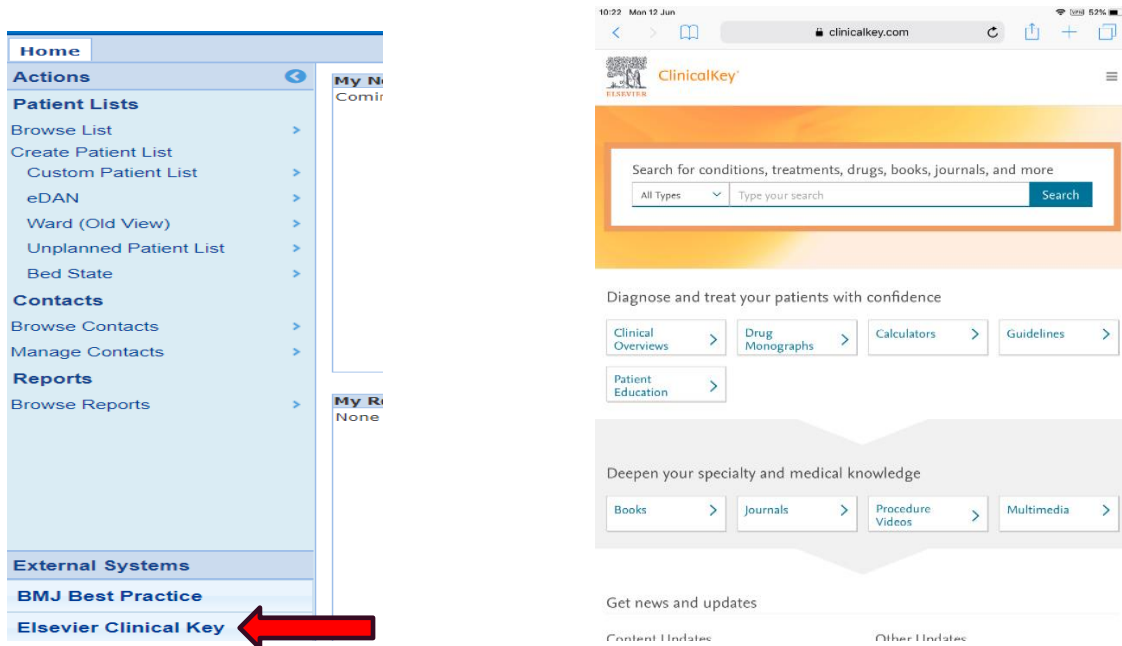 Home
Actions
Patient Lists
Browse List
Create Patient List
Custom Patient List
eDAN
Ward (Old View)
Unplanned Patient List
Bed State
Contacts
Browse Contacts
Manage Contacts
Reports
Browse Reports
External Systems
BMJ Best Practice
Elsevier Clinical Key
My
Comin
My
None
10:22 Mon 12 Jun
VPN 52%
clinicalkey.com
ClinicalKey®
ELSEVIER
Search for conditions, treatments, drugs, books, journals, and more
All Types Type your search Search
Diagnose and treat your patients with confidence
Clinical
Overviews
Drug
Monographs
Calculators
Guidelines
Patient
Education
Deepen your specialty and medical knowledge
Books
Journals
Procedure
Videos
Multimedia
Get news and updates
Content Updates Other Updates